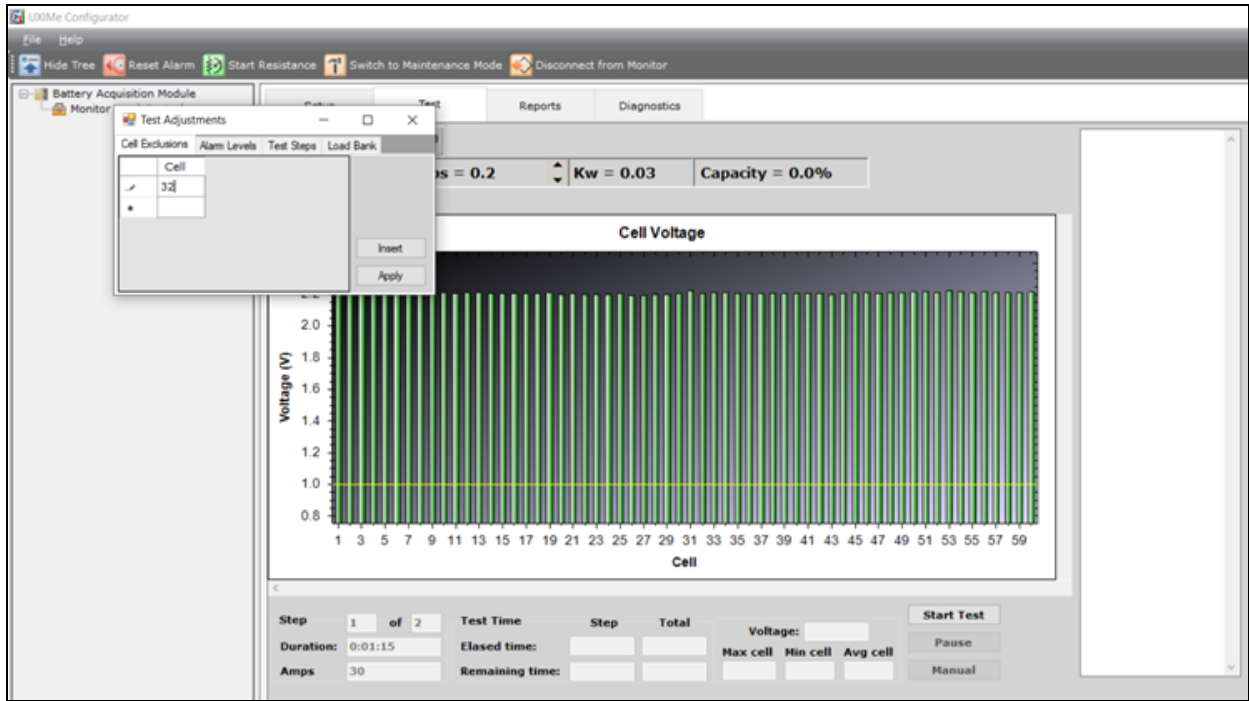 UXIMe Configurator
File Help
Hide Tree Reset Alarm Start Resistance Switch to Maintenance Mode Disconnect from Monitor
Battery Acquisition Module
Monitor
Test Reports Diagnostics
Test Adjustments
Cell Exclusions Alarm Levels Test Steps Load Bank
Cell
32
Insert
Apply
= 0.2 Kw = 0.03 Capacity = 0.0%
Cell Voltage
Voltage (V)
2.2
2.0
1.8
1.6
1.4
1.2
1.0
0.8
1 3 5 7 9 11 13 15 17 19 21 23 25 27 29 31 33 35 37 39 41 43 45 47 49 51 53 55 57 59
Cell
Step 1 of 2
Duration: 0:01:15
Amps 30
Test Time Step Total
Elased time:
Remaining time:
Voltage:
Max cell Min cell Avg cell
Start Test
Pause
Manual